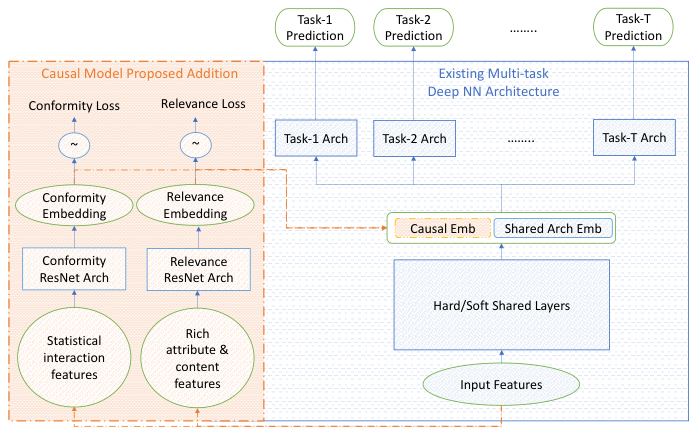 Task-1
Prediction
Task-2
Prediction
........
Task-T
Prediction
Causal Model Proposed Addition
Existing Multi-task
Deep NN Architecture
Conformity Loss
Relevance Loss
~
~
Task-1 Arch
Task-2 Arch
........
Task-T Arch
Conformity
Embedding
Relevance
Embedding
Causal Emb
Shared Arch Emb
Conformity
ResNet Arch
Relevance
ResNet Arch
Hard/Soft Shared Layers
Statistical
interaction
features
Rich
attribute &
content
features
Input Features